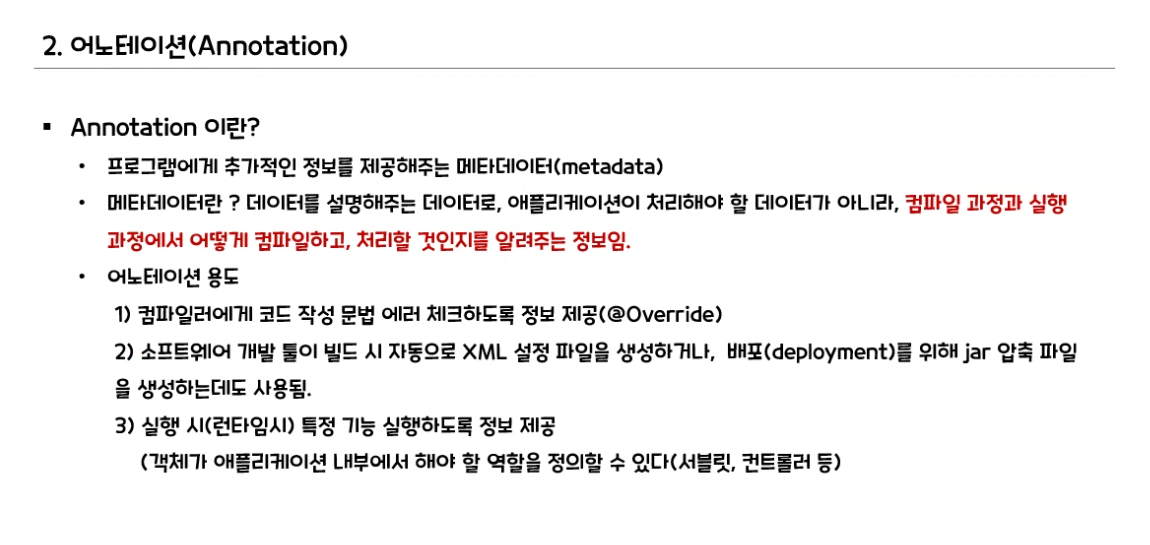 2. 어노테이션(Annotation)
▪ Annotation 이란?
• 프로그램에게 추가적인 정보를 제공해주는 메타데이터(metadata)
• 메타데이터란 ? 데이터를 설명해주는 데이터로, 애플리케이션이 처리해야 할 데이터가 아니라, 컴파일 과정과 실행
과정에서 어떻게 컴파일하고, 처리할 것인지를 알려주는 정보임.
• 어노테이션 용도
1) 컴파일러에게 코드 작성 문법 에러 체크하도록 정보 제공(@Override)
2) 소프트웨어 개발 툴이 빌드 시 자동으로 XML 설정 파일을 생성하거나, 배포(deployment)를 위해 jar 압축 파일
을 생성하는데도 사용됨.
3) 실행 시(런타임시) 특정 기능 실행하도록 정보 제공
(객체가 애플리케이션 내부에서 해야 할 역할을 정의할 수 있다(서블릿, 컨트롤러 등)